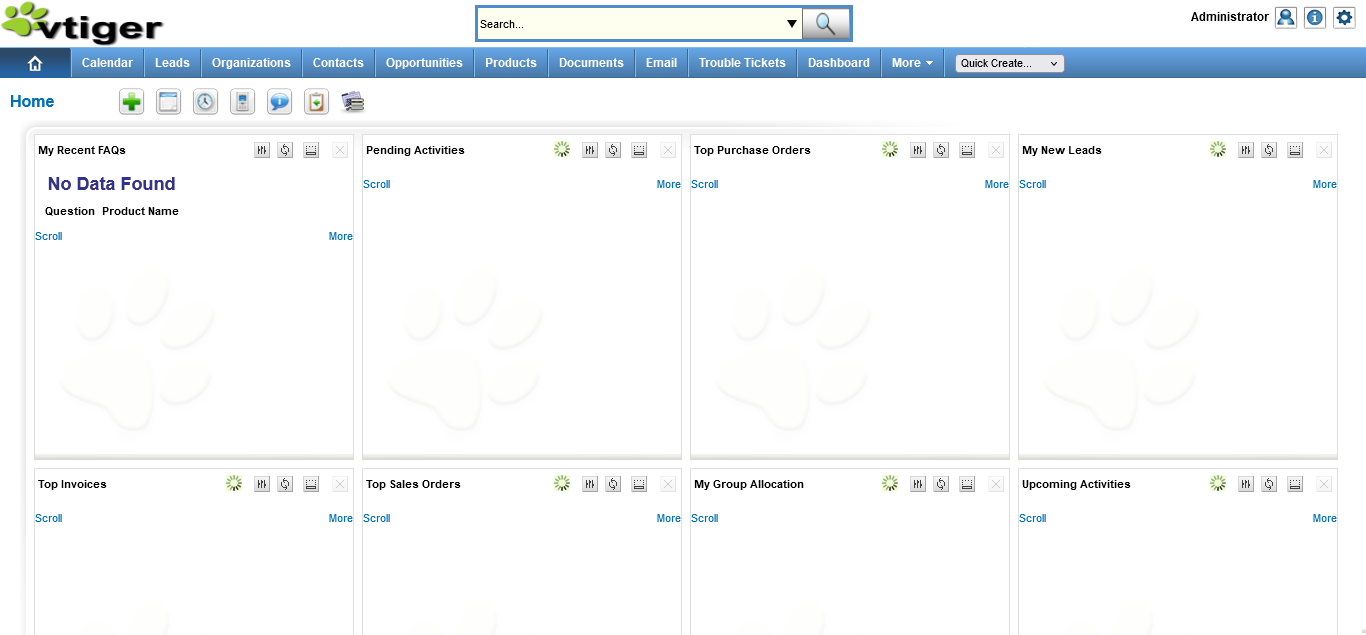 vtiger
Search...
Administrator
Calendar Leads Organizations Contacts Opportunities Products Documents Email Trouble Tickets Dashboard More Quick Create...
Home
My Recent FAQs
No Data Found
Question Product Name
Scroll More
Pending Activities
Scroll More
Top Purchase Orders
Scroll More
My New Leads
Scroll More
Top Invoices
Scroll More
Top Sales Orders
Scroll More
My Group Allocation
Scroll
Upcoming Activities
Scroll More